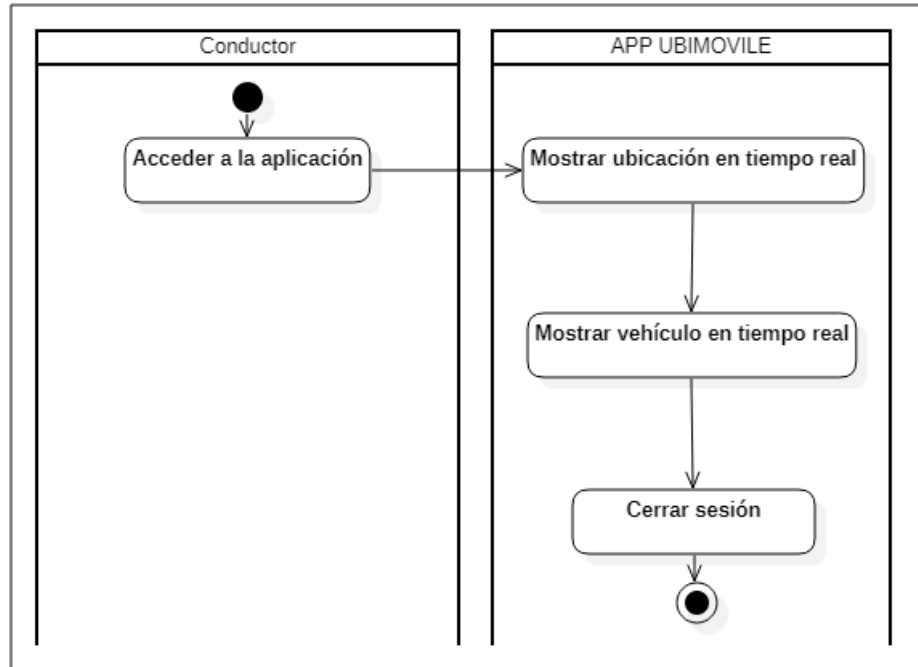 Conductor
APP UBIMOVILE
Acceder a la aplicación
Mostrar ubicación en tiempo real
Mostrar vehículo en tiempo real
Cerrar sesión